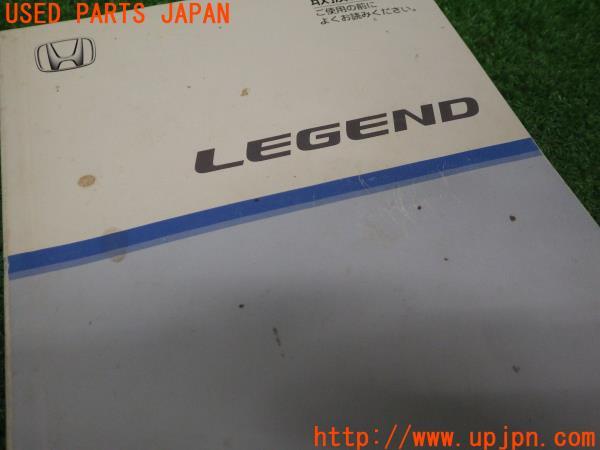 USED PARTS JAPAN
ご使用の前に
よくお読みください。
LEGEND
http://www.upjpn.com/